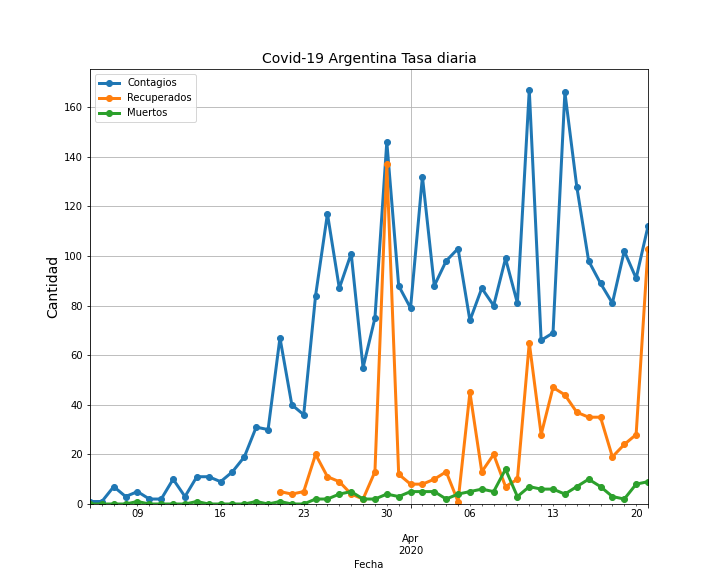 Covid-19 Argentina Tasa diaria
Contagios
Recuperados
Muertos
160
140
120
100
80
60
40
20
0
Cantidad
09 16 23 30 06 13 20
Apr
2020
Fecha